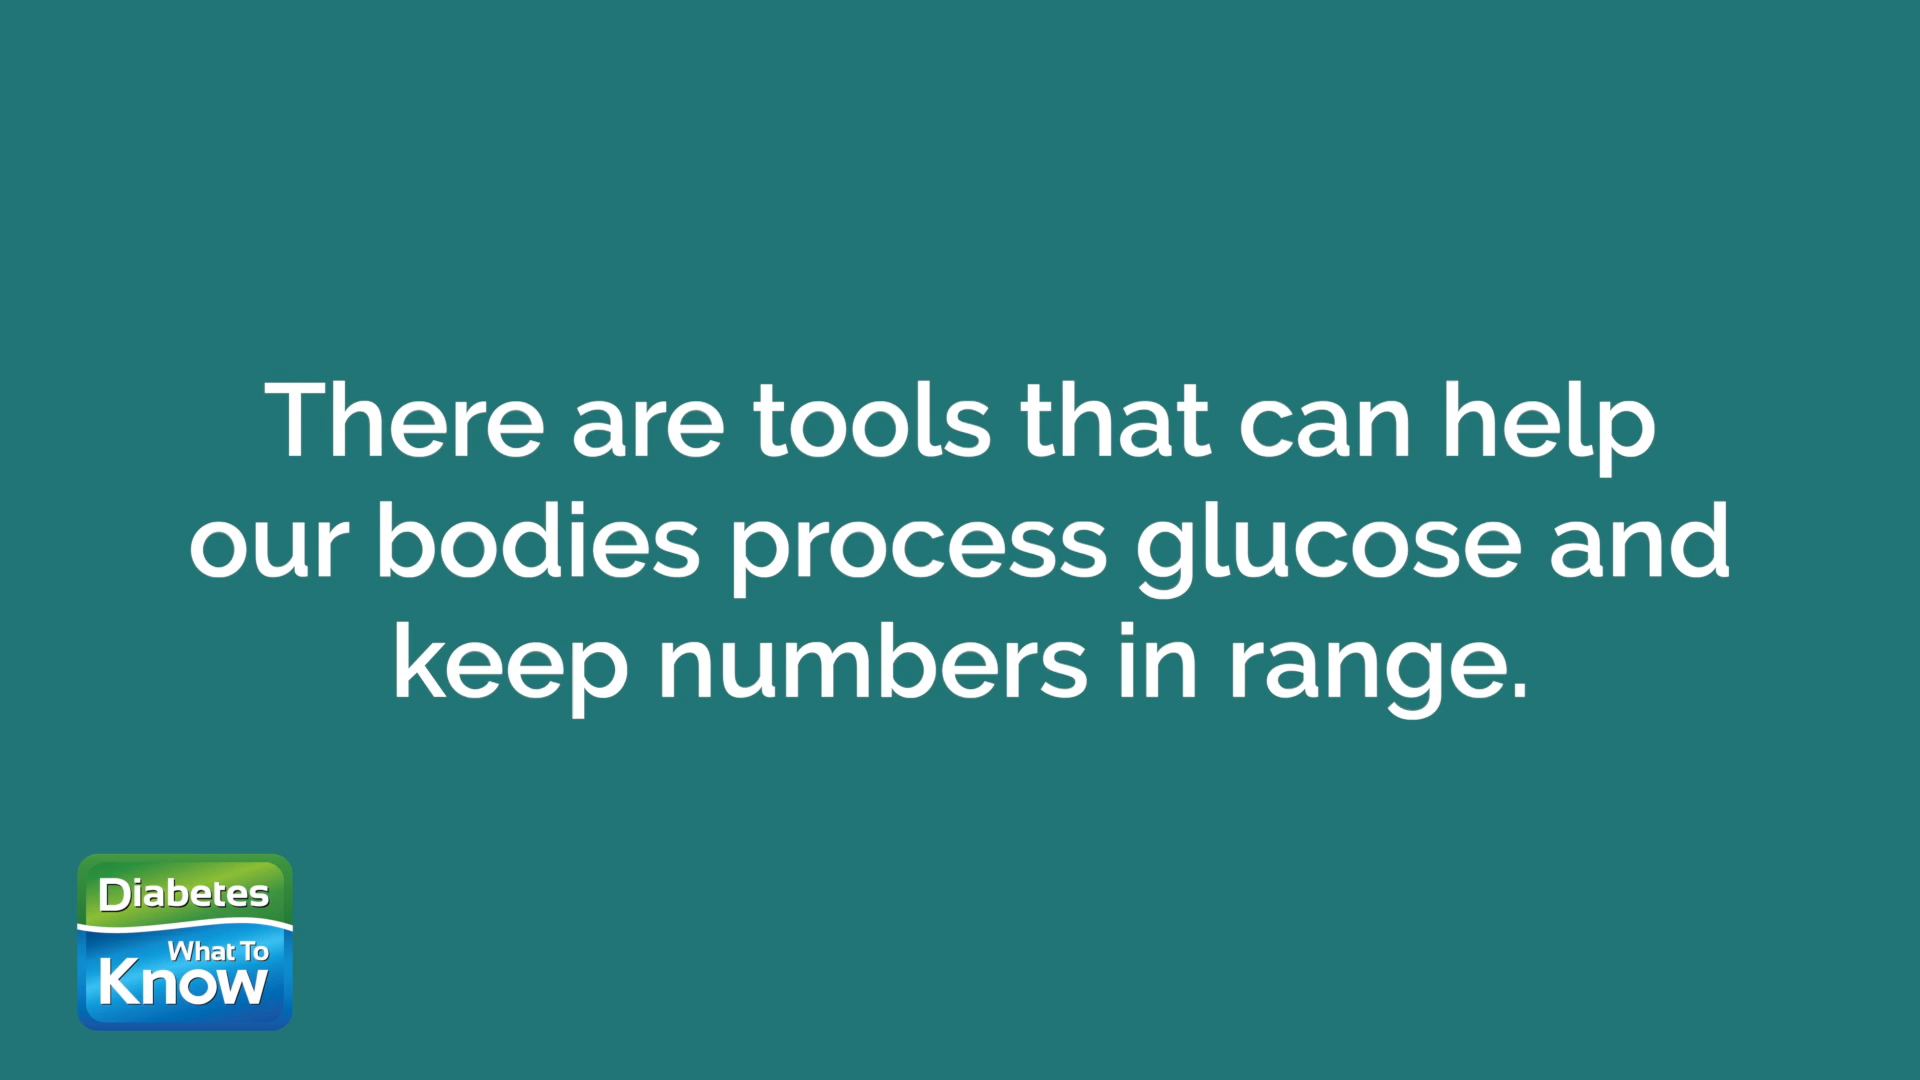 There are tools that can help
our bodies process glucose and
keep numbers in range.
Diabetes
What To
Know